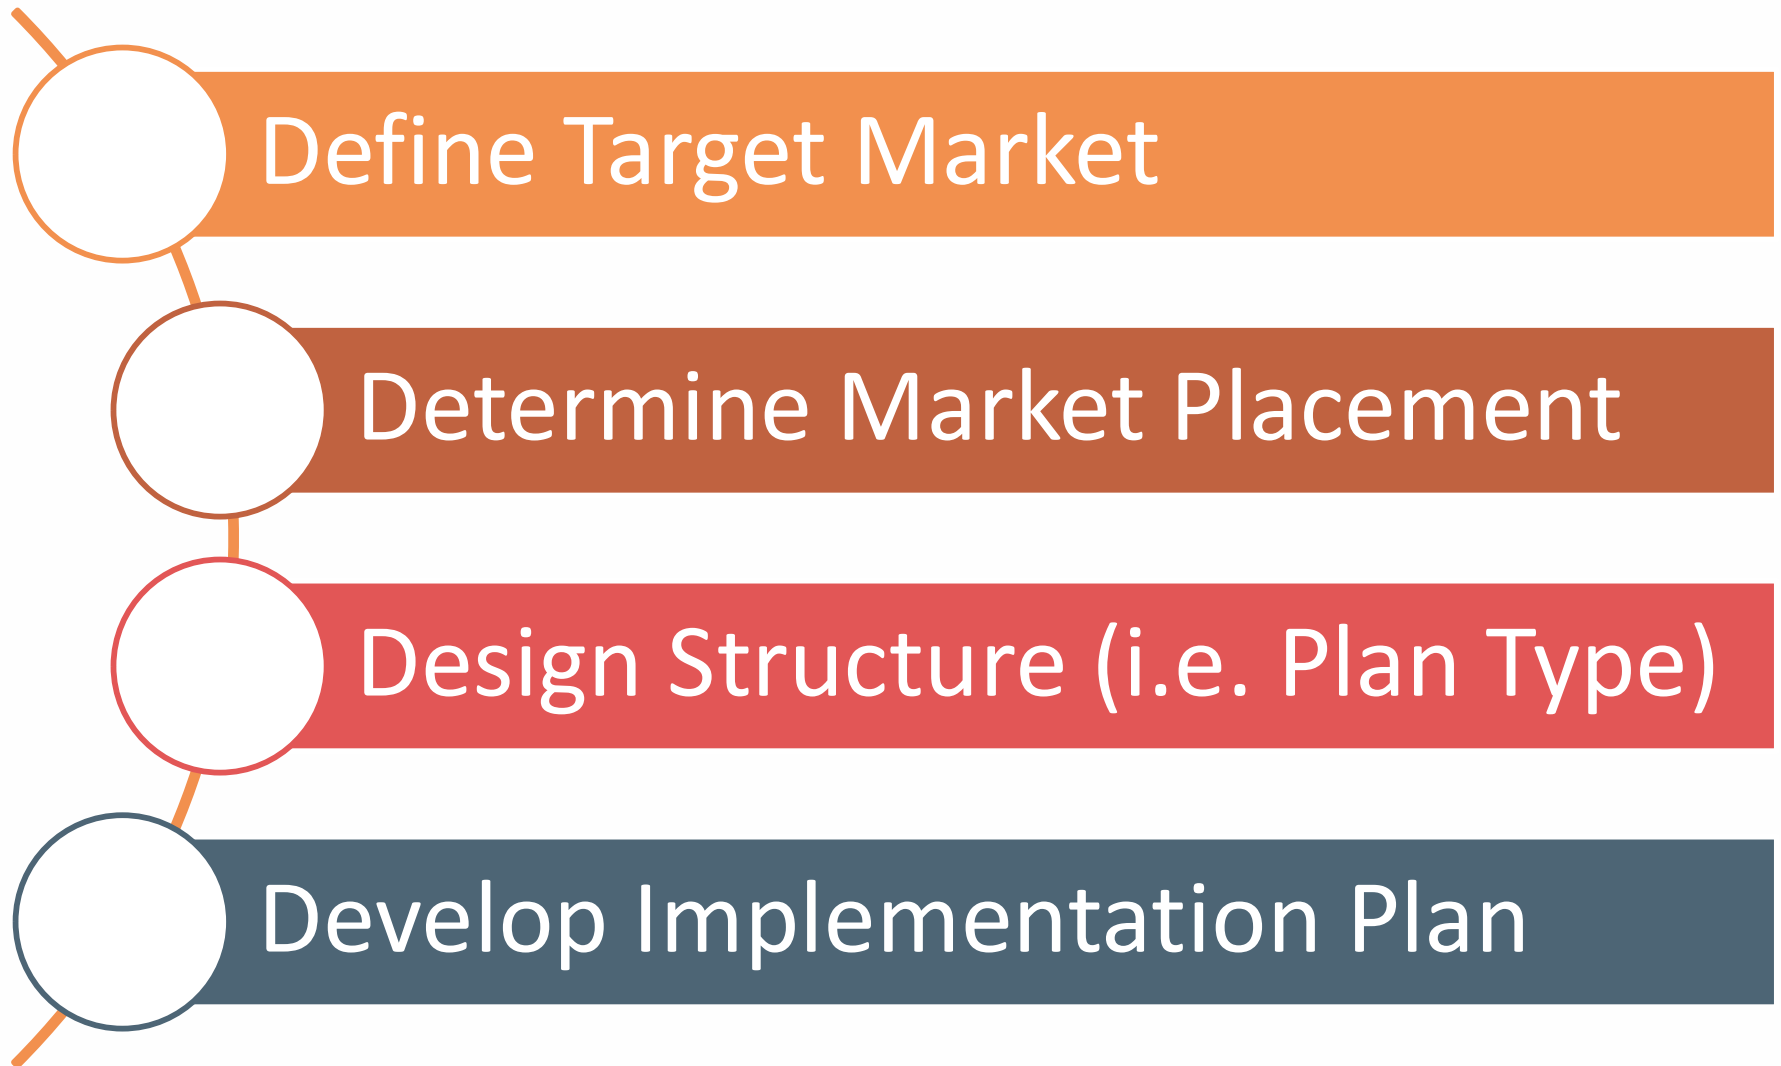 Define Target Market
Determine Market Placement
Design Structure (i.e. Plan Type)
Develop Implementation Plan